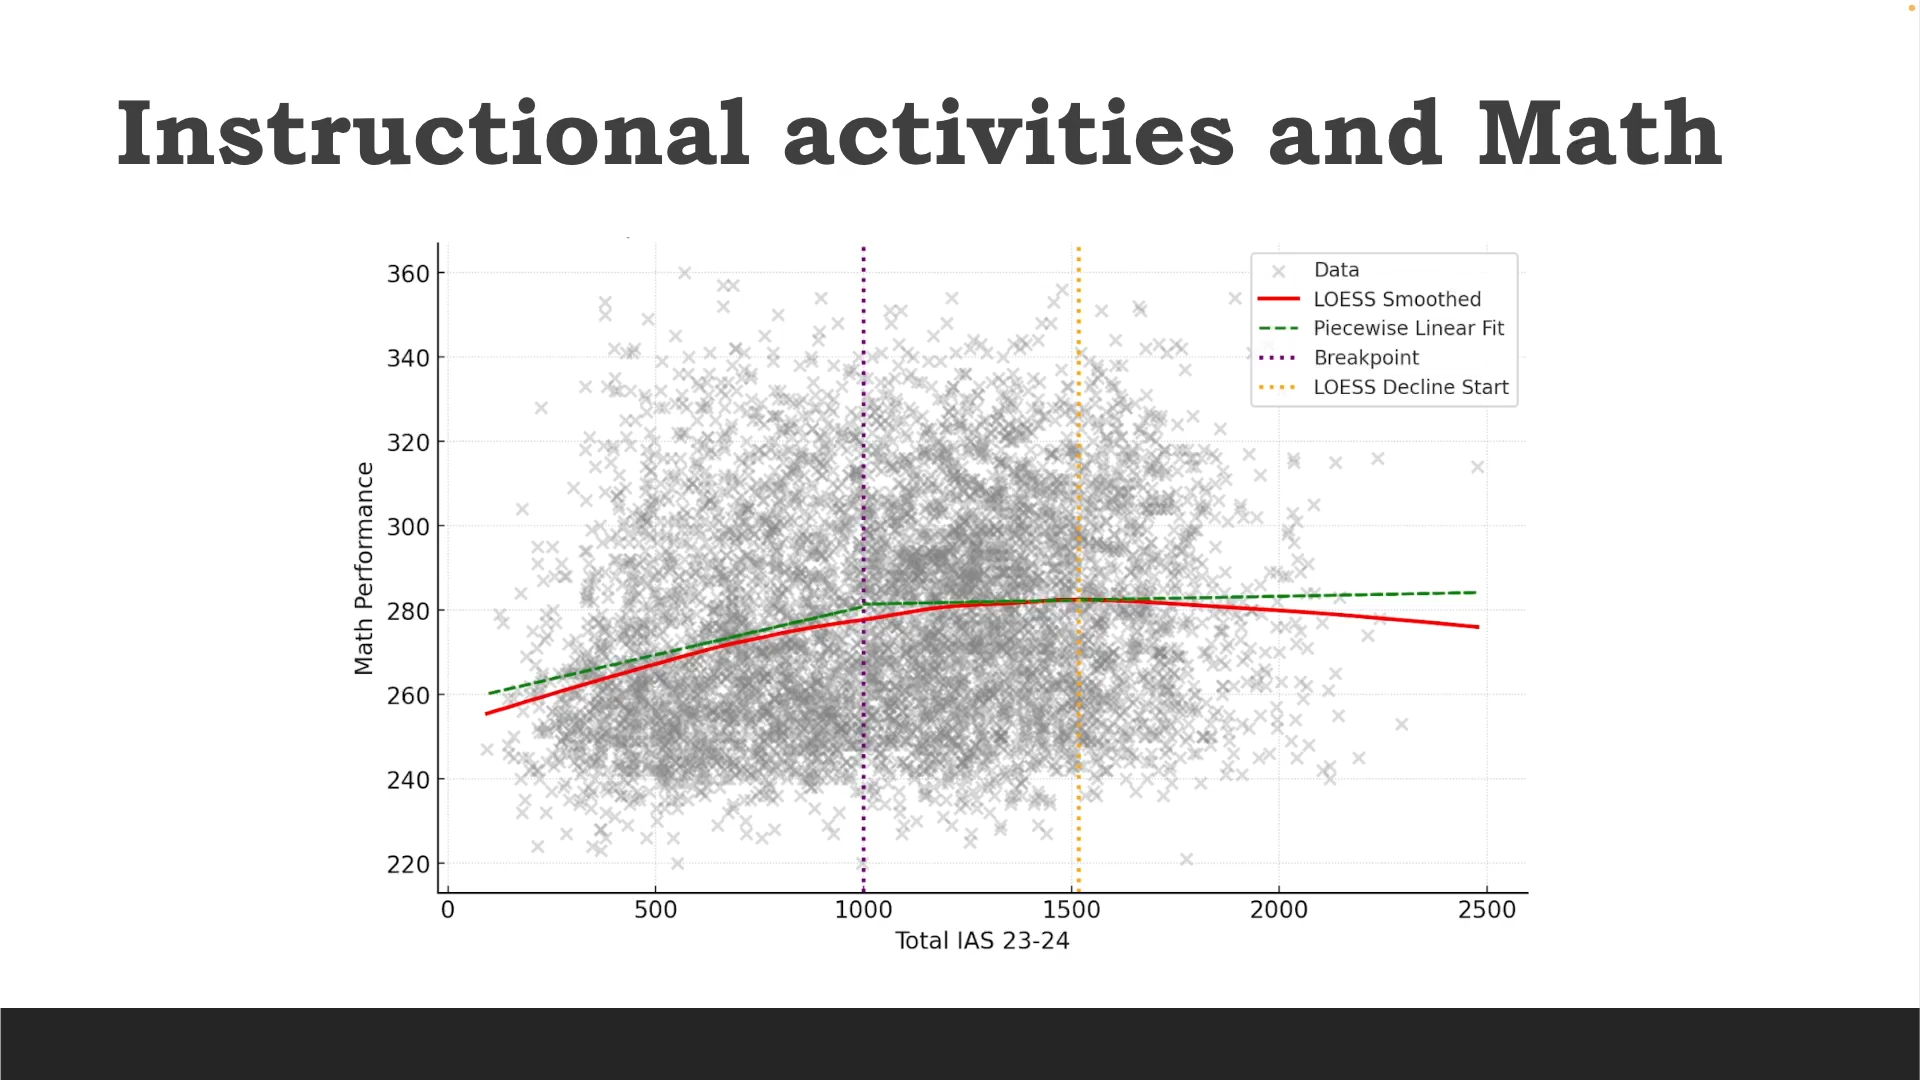 Instructional activities and Math
Data
LOESS Smoothed
Piecewise Linear Fit
Breakpoint
LOESS Decline Start
Math Performance
360
340
320
300
280
260
240
220
0 500 1000 1500 2000 2500
Total IAS 23-24